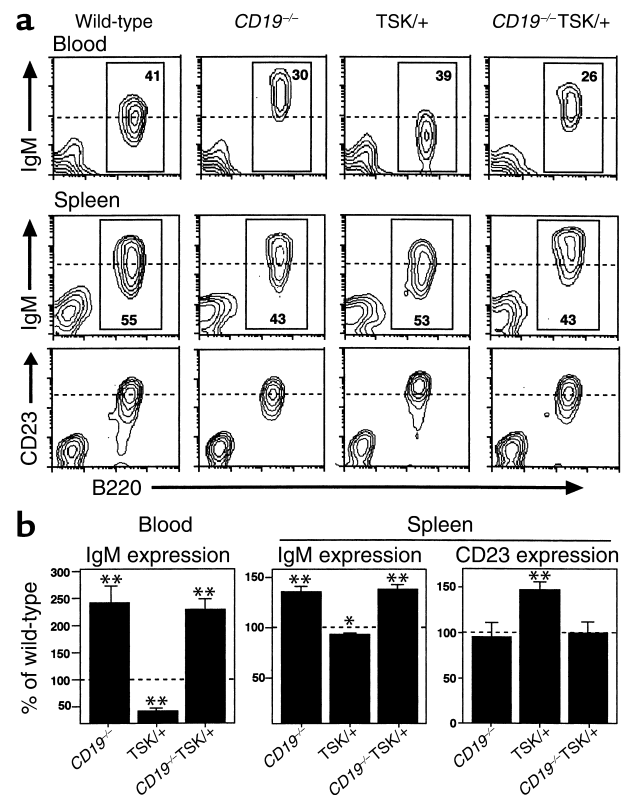 a
Wild-type CD19⁻/⁻ TSK/+ CD19⁻/⁻TSK/+
Blood
IgM
41 30 39 26
Spleen
IgM
55 43 53 43
CD23
B220
b
Blood Spleen
IgM expression IgM expression CD23 expression
% of wild-type
300
250
200
150
100
50
** ** **
CD19⁻/⁻ TSK/+ CD19⁻/⁻TSK/+
150
100
50
** * **
CD19⁻/⁻ TSK/+ CD19⁻/⁻TSK/+
150
100
50
0
**
CD19⁻/⁻ TSK/+ CD19⁻/⁻TSK/+